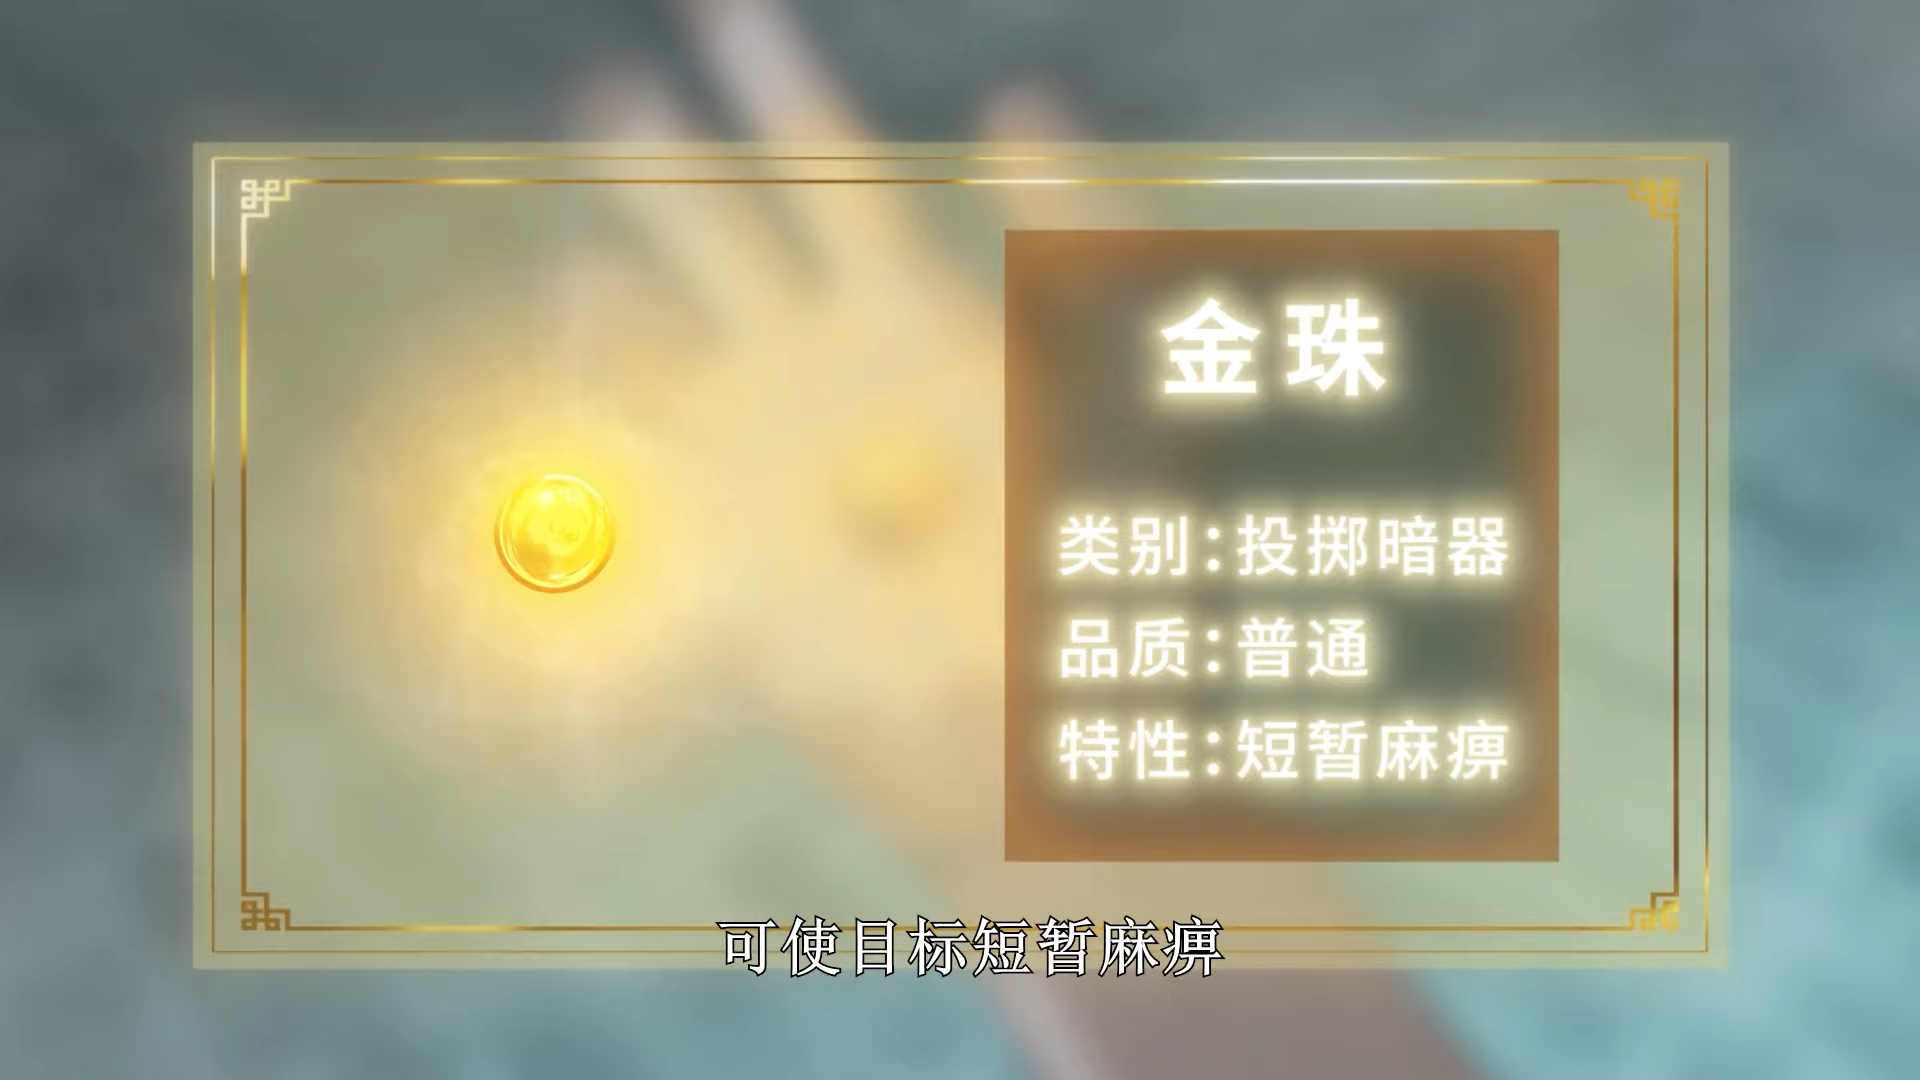 金珠
类别：投掷暗器
品质：普通
特性：短暂麻痹
可使目标短暂麻痹